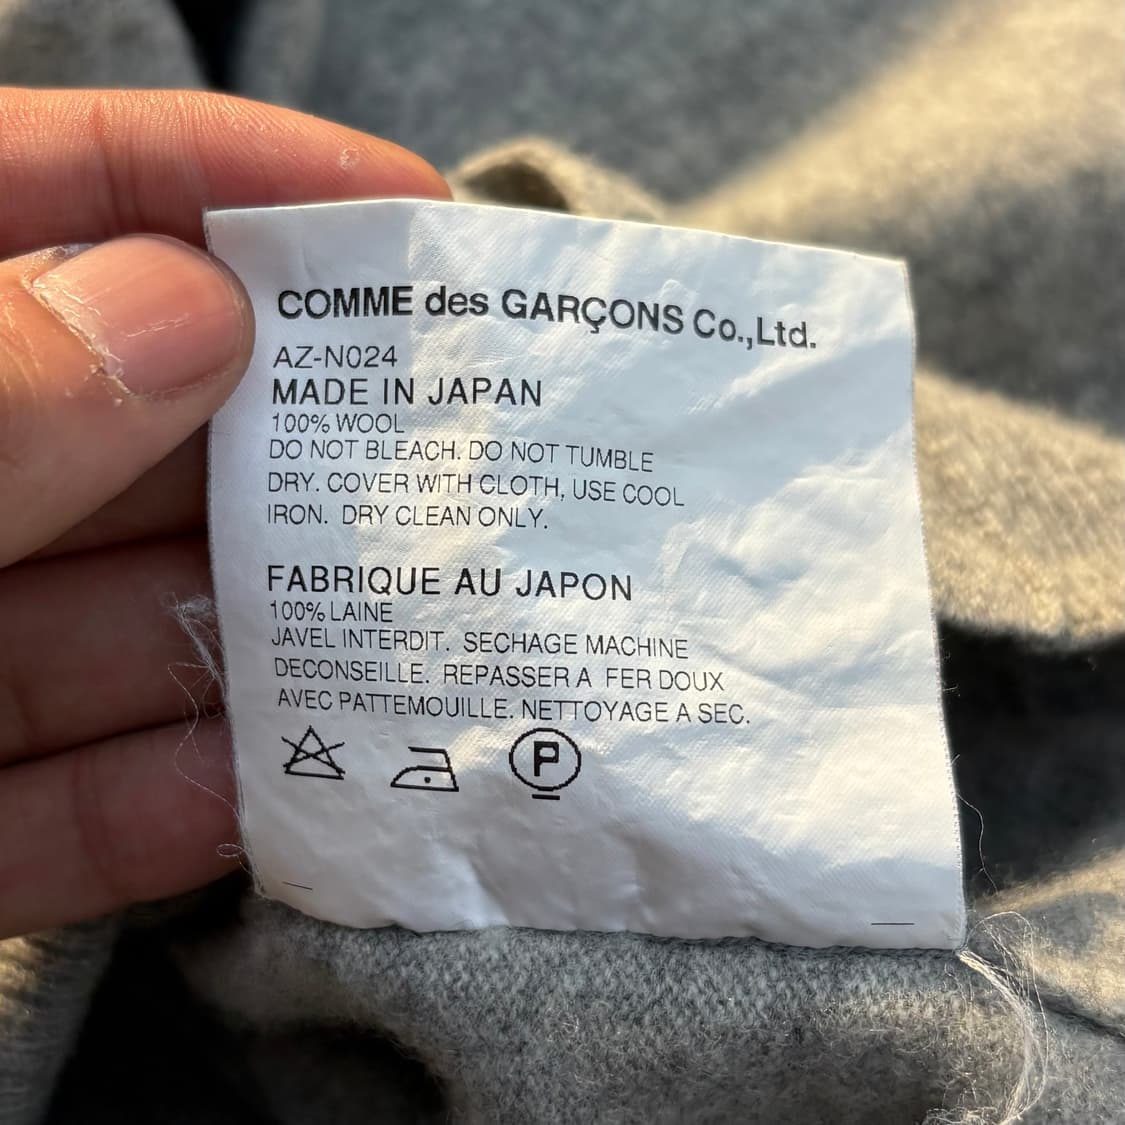 COMME des GARÇONS Co.,Ltd.
AZ-N024
MADE IN JAPAN
100% WOOL
DO NOT BLEACH. DO NOT TUMBLE
DRY. COVER WITH CLOTH, USE COOL
IRON. DRY CLEAN ONLY.
FABRIQUE AU JAPON
100% LAINE
JAVEL INTERDIT. SECHAGE MACHINE
DECONSEILLE. REPASSER A FER DOUX
AVEC PATTEMOUILLE. NETTOYAGE A SEC.
P